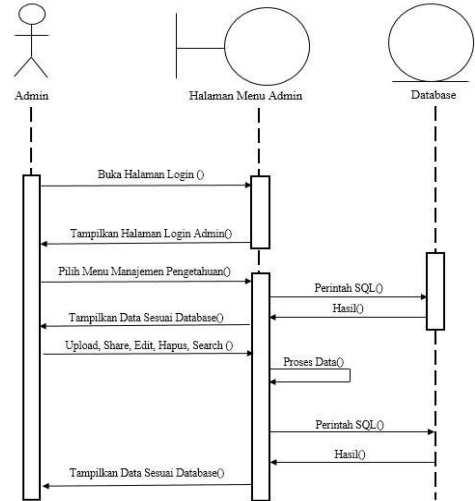 Admin
Halaman Menu Admin
Database
Buka Halaman Login ()
Tampilkan Halaman Login Admin()
Pilih Menu Manajemen Pengetahuan()
Perintah SQL()
Hasil()
Tampilkan Data Sesuai Database()
Upload, Share, Edit, Hapus, Search ()
Proses Data()
Perintah SQL()
Hasil()
Tampilkan Data Sesuai Database()